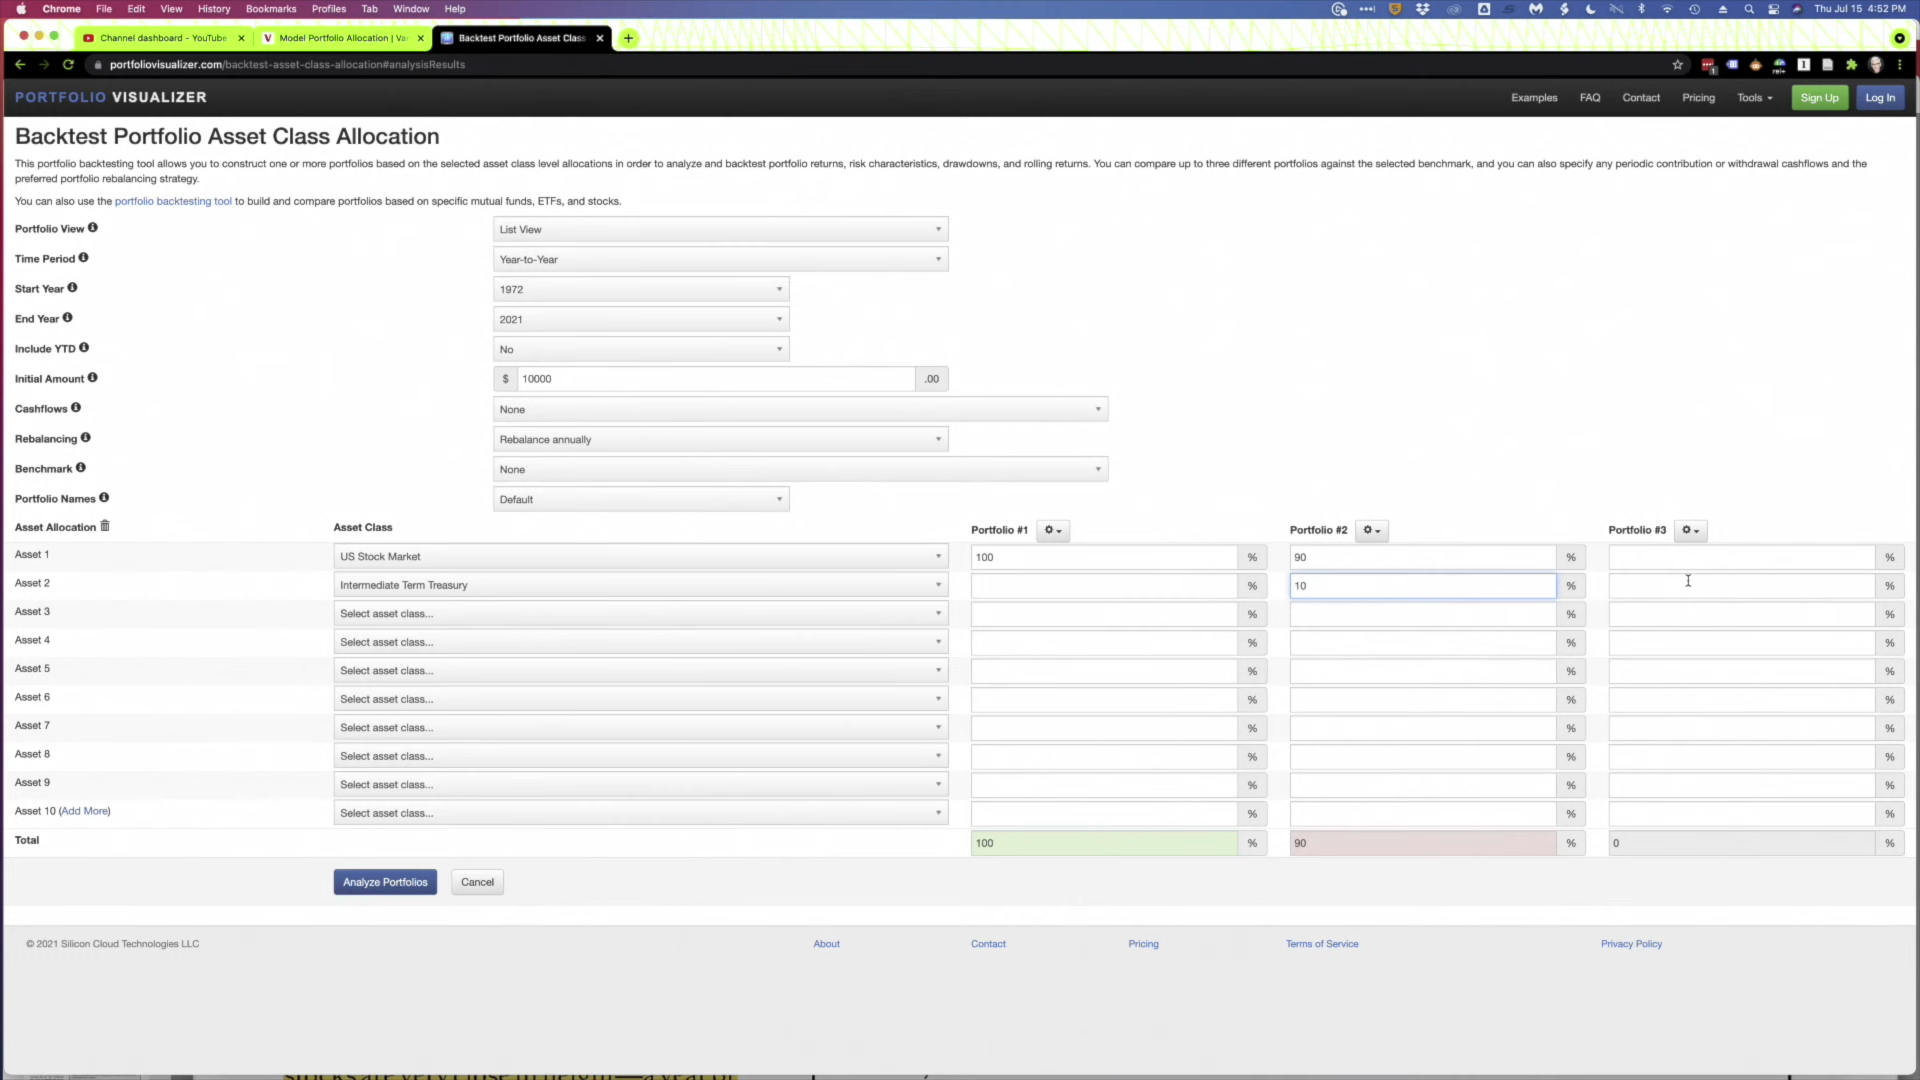 Chrome File Edit View History Bookmarks Profiles Tab Window Help Thu Jul 15 4:52 PM
Channel dashboard - YouTube Model Portfolio Allocation | Va Backtest Portfolio Asset Class
portfoliovisualizer.com/backtest-asset-class-allocation#analysisResults
PORTFOLIO VISUALIZER Examples FAQ Contact Pricing Tools Sign Up Log In
Backtest Portfolio Asset Class Allocation
This portfolio backtesting tool allows you to construct one or more portfolios based on the selected asset class level allocations in order to analyze and backtest portfolio returns, risk characteristics, drawdowns, and rolling returns. You can compare up to three different portfolios against the selected benchmark, and you can also specify any periodic contribution or withdrawal cashflows and the
preferred portfolio rebalancing strategy.
You can also use the portfolio backtesting tool to build and compare portfolios based on specific mutual funds, ETFs, and stocks.
Portfolio View List View
Time Period Year-to-Year
Start Year 1972
End Year 2021
Include YTD No
Initial Amount $ 10000 .00
Cashflows None
Rebalancing Rebalance annually
Benchmark None
Portfolio Names Default
Asset Allocation Asset Class Portfolio #1 Portfolio #2 Portfolio #3
Asset 1 US Stock Market 100 % 90 % %
Asset 2 Intermediate Term Treasury % 10 % %
Asset 3 Select asset class... % % %
Asset 4 Select asset class... % % %
Asset 5 Select asset class... % % %
Asset 6 Select asset class... % % %
Asset 7 Select asset class... % % %
Asset 8 Select asset class... % % %
Asset 9 Select asset class... % % %
Asset 10 (Add More) Select asset class... % % %
Total 100 % 90 % 0 %
Analyze Portfolios Cancel
© 2021 Silicon Cloud Technologies LLC About Contact Pricing Terms of Service Privacy Policy